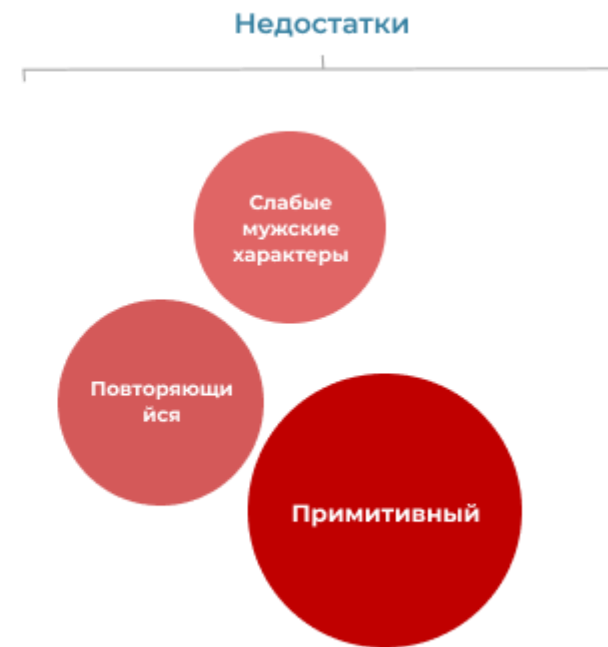 Недостатки
Слабые
мужские
характеры
Повторяющи
йся
Примитивный